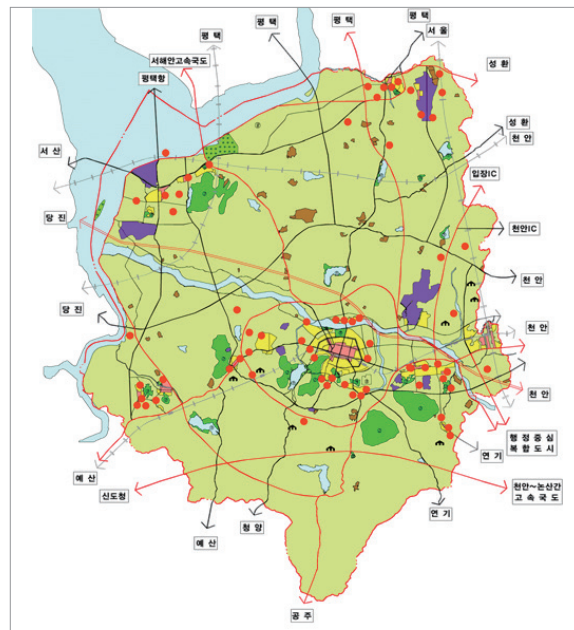 평 택
평 택
평 택
평 택
서 울
서해안고속국도
평택항
성 환
성 환
천 안
서 산
입장IC
당 진
천안IC
천 안
당 진
천 안
천 안
행 정 중 심
복 합 도 시
연 기
예 산
신도청
천안~논산간
고 속 국 도
연 기
청 양
예 산
공 주